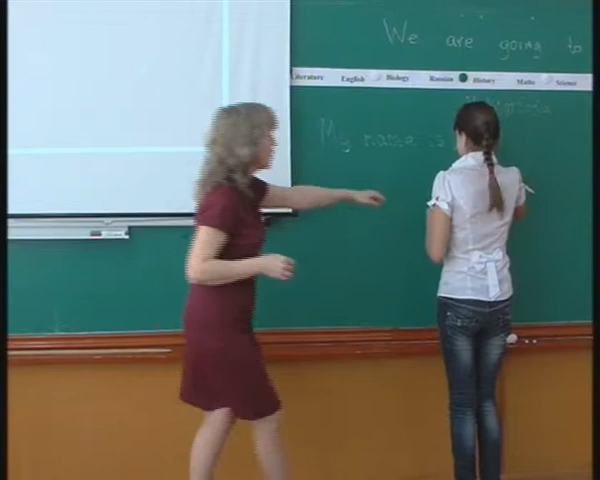 We are going to
Literature English Biology Russian History Maths Science
My name is